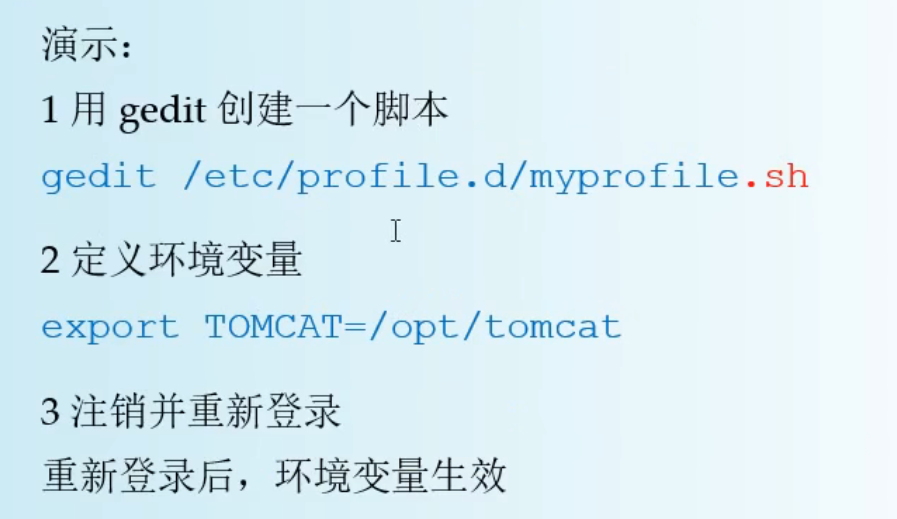 演示：
1 用 gedit 创建一个脚本
gedit /etc/profile.d/myprofile.sh
2 定义环境变量
export TOMCAT=/opt/tomcat
3 注销并重新登录
重新登录后，环境变量生效